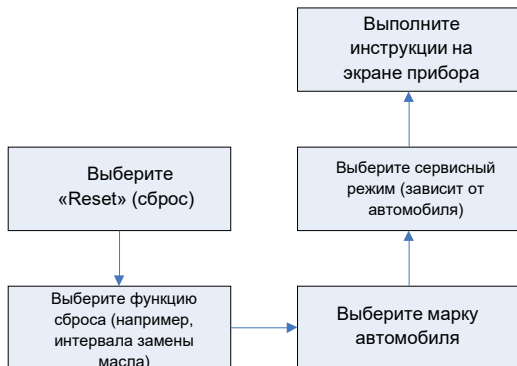 Выберите
«Reset» (сброс)
Выберите функцию
сброса (например,
интервала замены
масла)
Выберите марку
автомобиля
Выберите сервисный
режим (зависит от
автомобиля)
Выполните
инструкции на
экране прибора